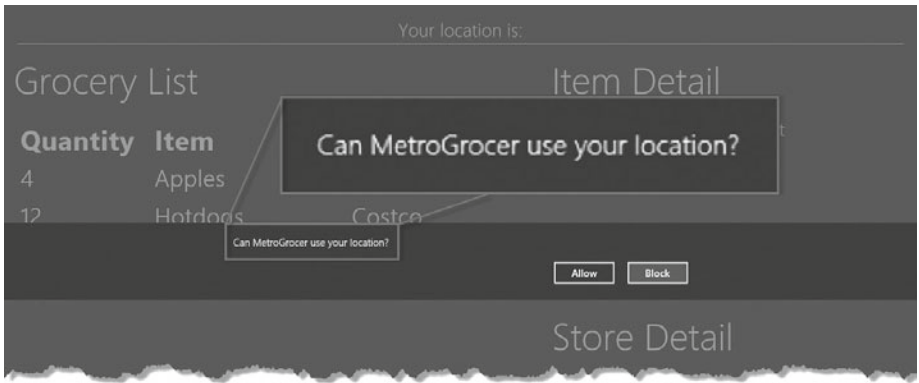 Your location is:
Grocery List
Item Detail
Can MetroGrocer use your location?
Quantity Item
4 Apples
12 Hotdogs Costco
Can MetroGrocer use your location?
Allow Block
Store Detail